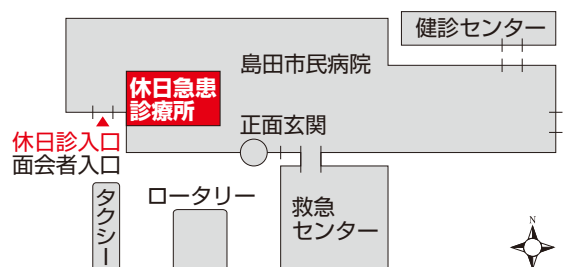 健診センター
島田市民病院
休日急患
診療所
正面玄関
休日診入口
面会者入口
タクシー
ロータリー
救急
センター
N